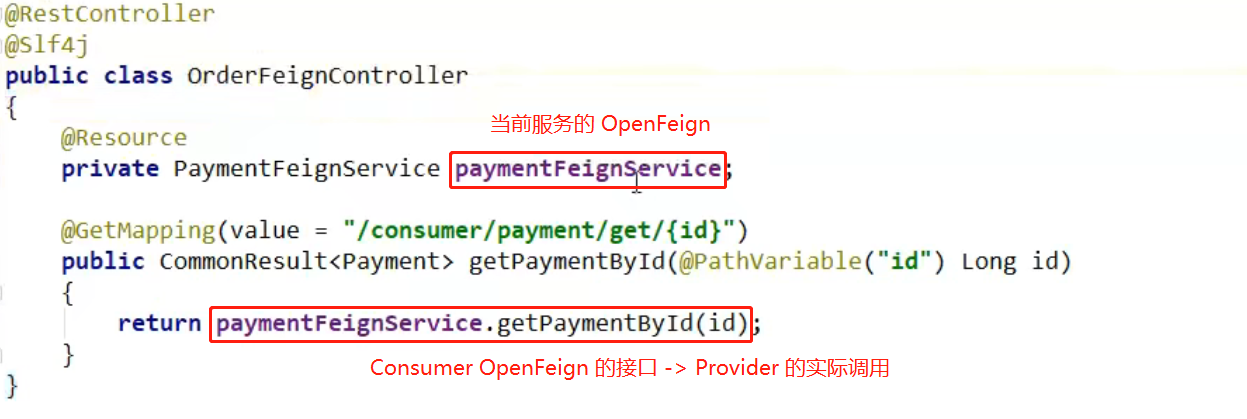 @RestController
@Slf4j
public class OrderFeignController
{
@Resource
当前服务的 OpenFeign
private PaymentFeignService paymentFeignService;
@GetMapping(value = "/consumer/payment/get/{id}")
public CommonResult<Payment> getPaymentById(@PathVariable("id") Long id)
{
return paymentFeignService.getPaymentById(id);
}
Consumer OpenFeign 的接口 -> Provider 的实际调用
}